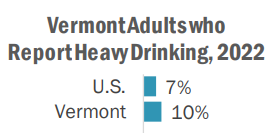 Vermont Adults who
Report Heavy Drinking, 2022
U.S. 7%
Vermont 10%